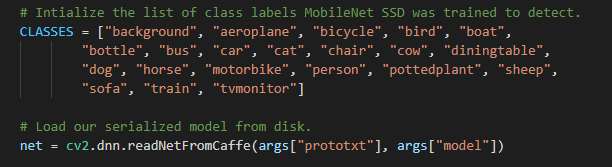 # Intialize the list of class labels MobileNet SSD was trained to detect.
CLASSES = ["background", "aeroplane", "bicycle", "bird", "boat",
"bottle", "bus", "car", "cat", "chair", "cow", "diningtable",
"dog", "horse", "motorbike", "person", "pottedplant", "sheep",
"sofa", "train", "tvmonitor"]
# Load our serialized model from disk.
net = cv2.dnn.readNetFromCaffe(args["prototxt"], args["model"])